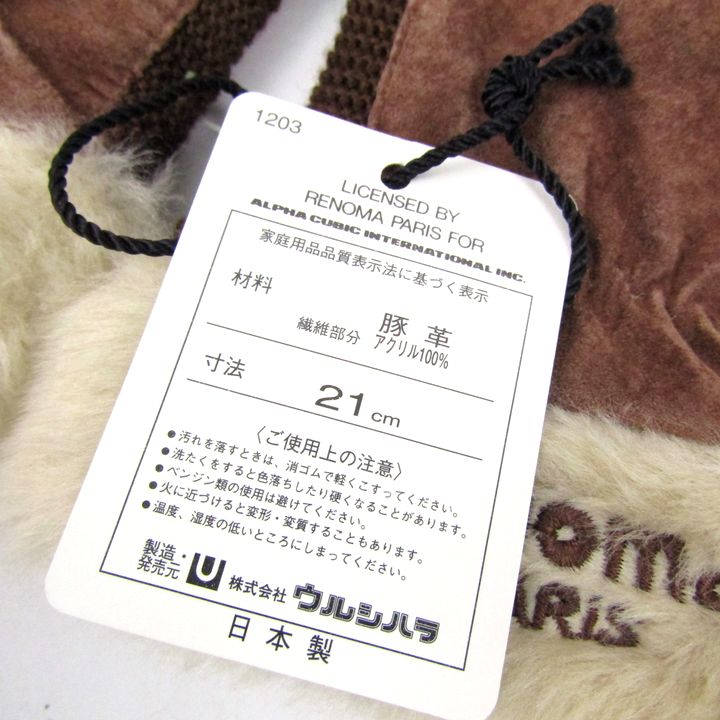 1203
LICENSED BY
RENOMA PARIS FOR
ALPHA CUBIC INTERNATIONAL INC.
家庭用品品質表示法に基づく表示
材料 豚革
繊維部分 アクリル100%
寸法 21cm
〈ご使用上の注意〉
●汚れを落すときは、消ゴムで軽くこすってください。
●洗たくをすると色落ちしたり硬くなることがあります。
●ベンジン類の使用は避けてください。
●火に近づけると変形・変質することもあります。
●温度、湿度の低いところにしまってください。
製造・発売元 U 株式会社 ウルシハラ
日本製
oma
PARIS